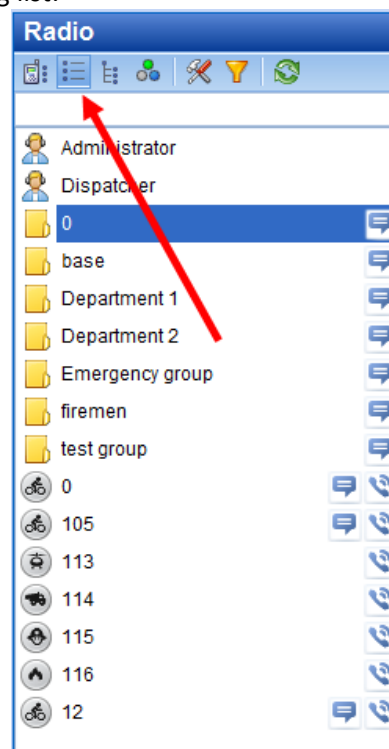 g list.
Radio
Administrator
Dispatcher
0
base
Department 1
Department 2
Emergency group
firemen
test group
0
105
113
114
115
116
12